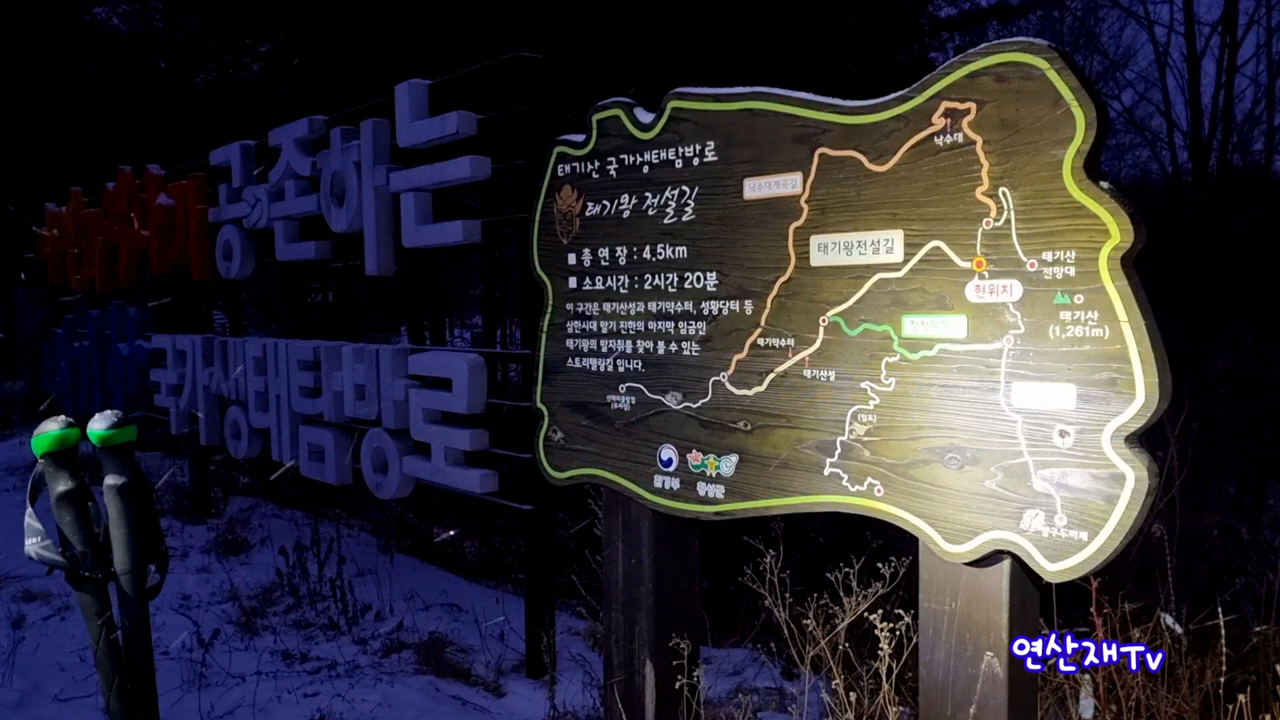 공존하는
국가생태탐방로
태기산 국가생태탐방로
태기왕 전설길
■ 총 연 장 : 4.5km
■ 소요시간 : 2시간 20분
이 구간은 태기산성과 태기약수터, 성황당터 등
삼한시대 말기 진한의 마지막 임금인
태기왕의 발자취를 찾아 볼 수 있는
스토리텔링길 입니다.
낙수대
낙수대계곡길
태기왕전설길
태기산
전망대
현위치
태기산
(1,261m)
태기약수터
태기산성
(임도)
환경부
횡성군
연산재Tv